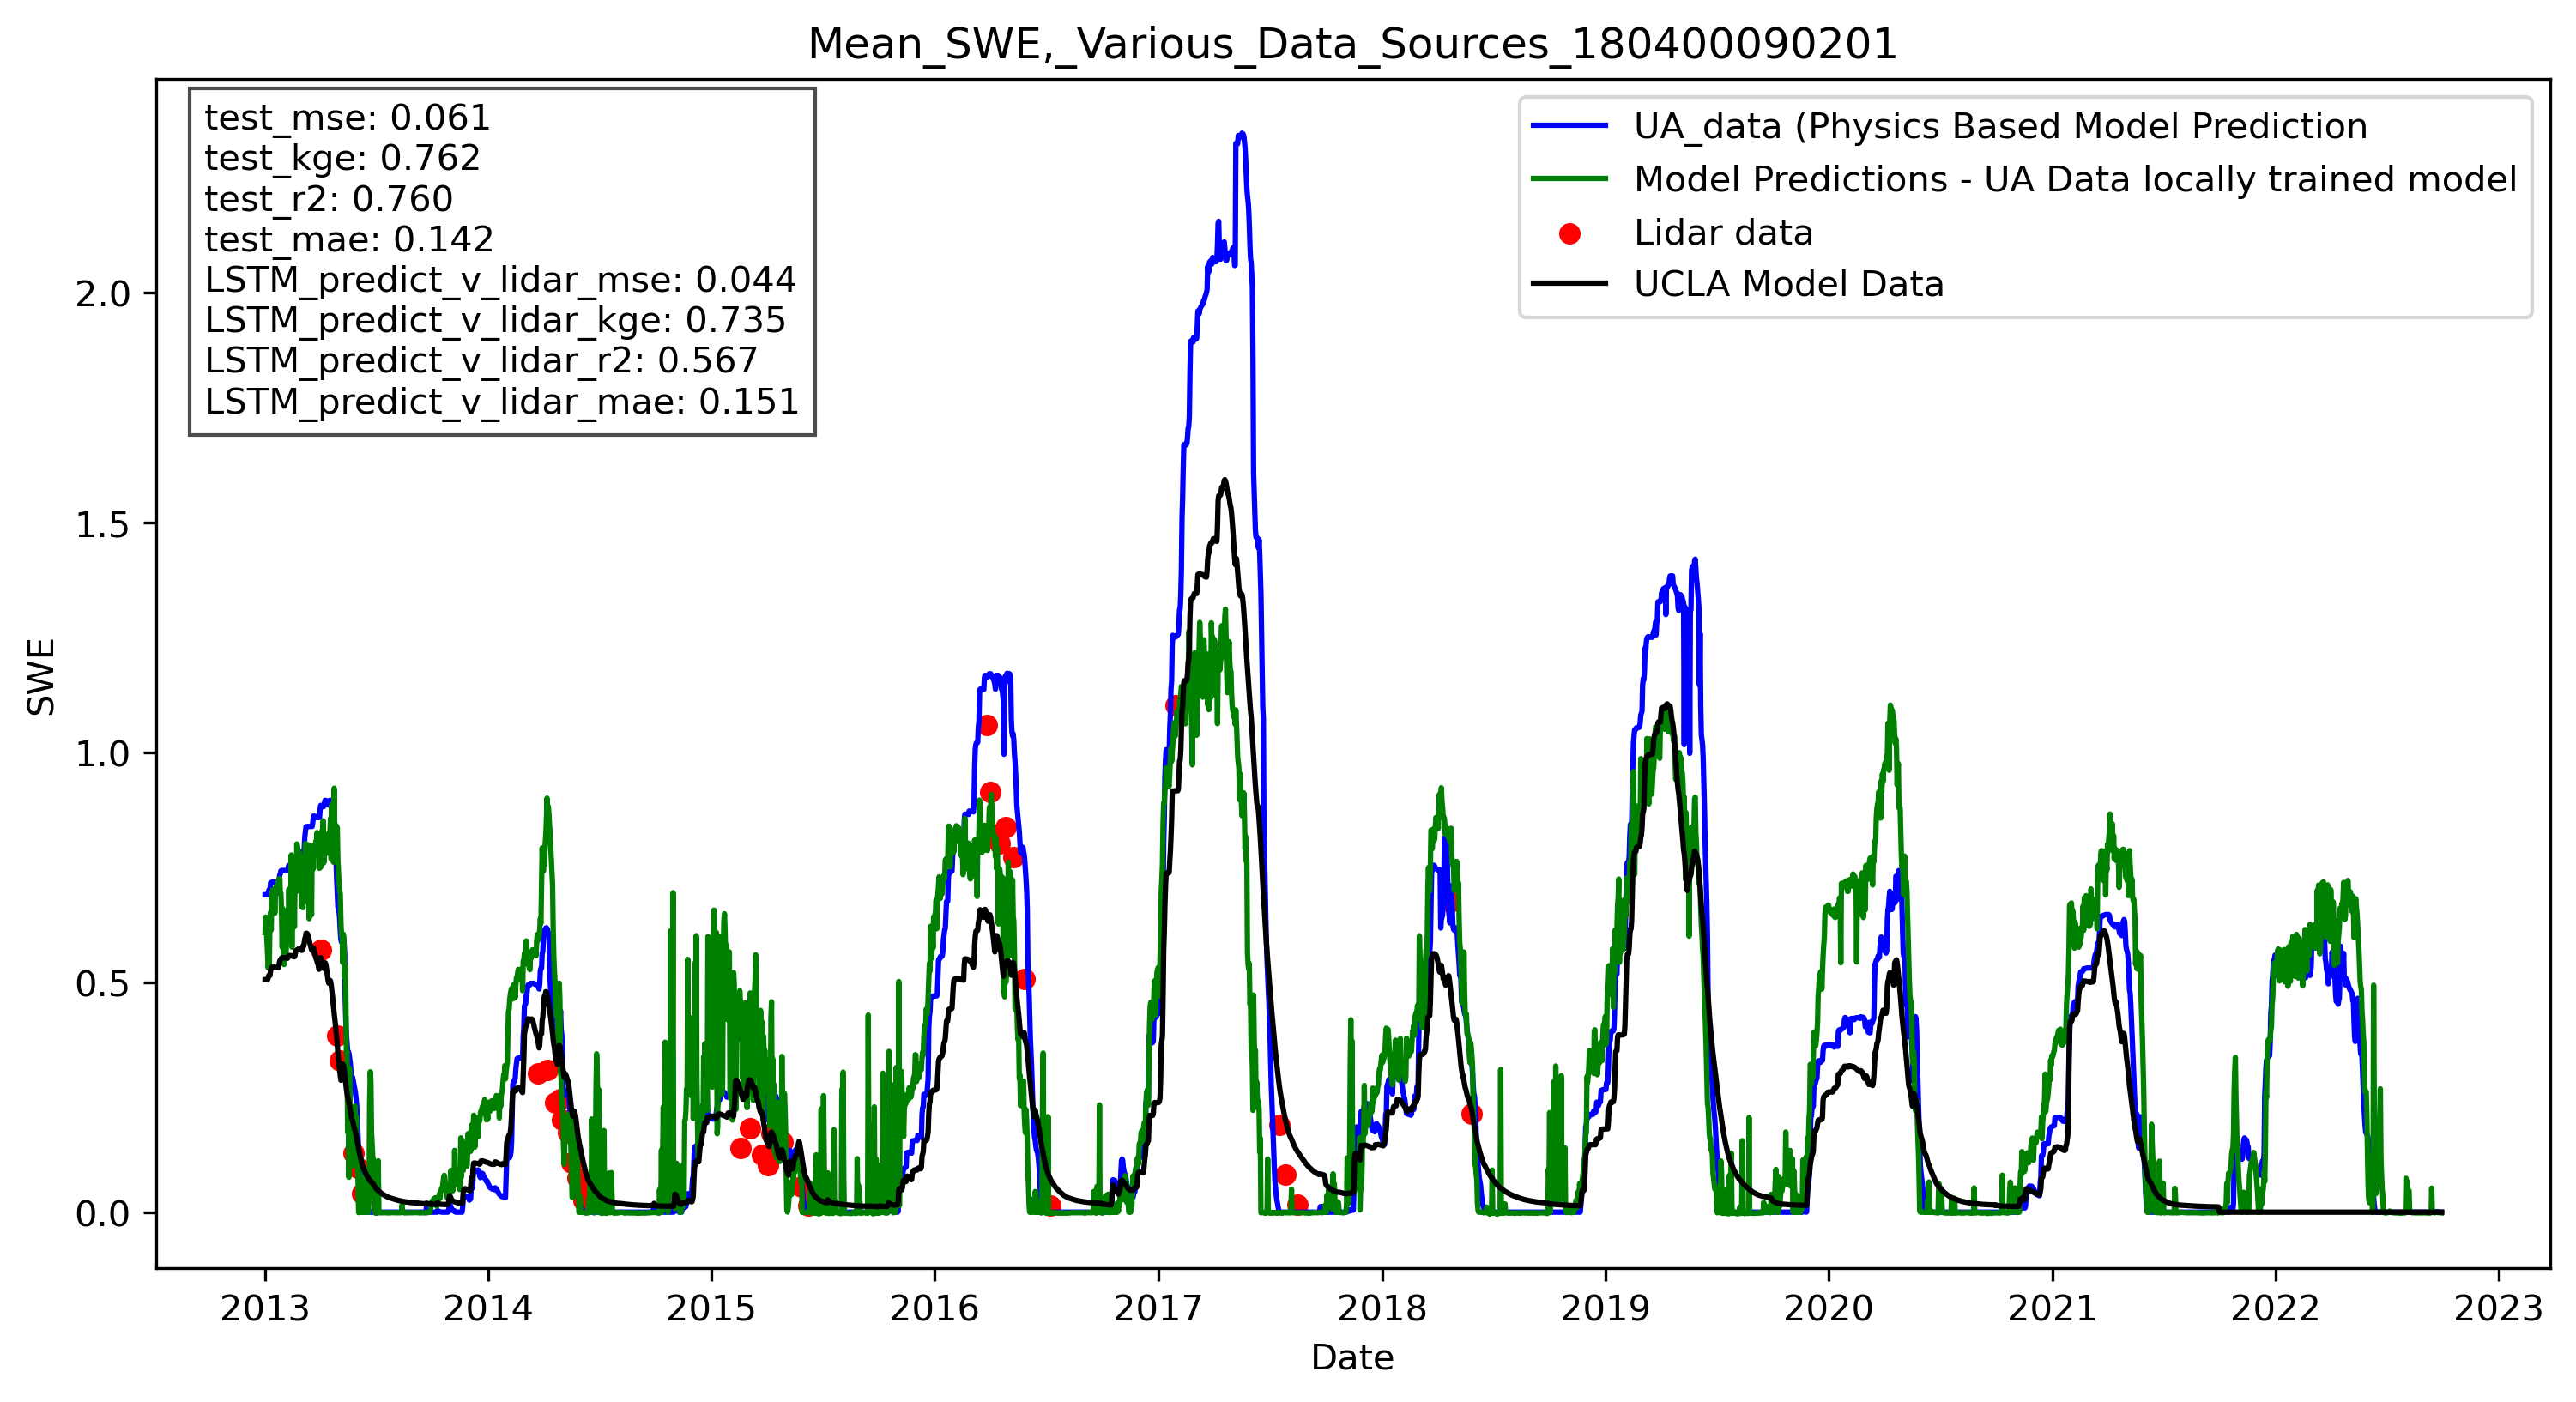 Mean_SWE,_Various_Data_Sources_180400090201
test_mse: 0.061
test_kge: 0.762
test_r2: 0.760
test_mae: 0.142
LSTM_predict_v_lidar_mse: 0.044
LSTM_predict_v_lidar_kge: 0.735
LSTM_predict_v_lidar_r2: 0.567
LSTM_predict_v_lidar_mae: 0.151
UA_data (Physics Based Model Prediction
Model Predictions - UA Data locally trained model
Lidar data
UCLA Model Data
SWE
2.0
1.5
1.0
0.5
0.0
2013 2014 2015 2016 2017 2018 2019 2020 2021 2022 2023
Date